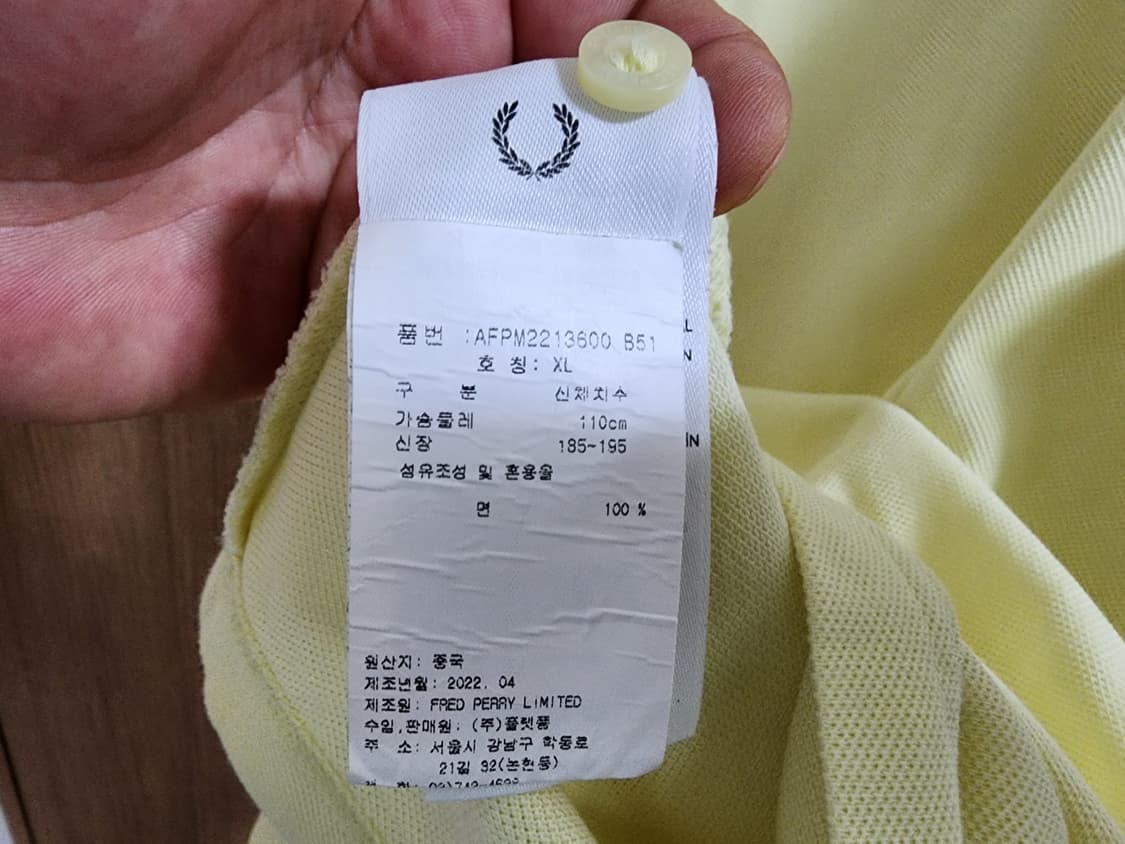 품번 :AFPM2213600 B51
호 칭: XL
구 분 신체치수
가슴둘레 110cm
신장 185~195
섬유조성 및 혼용율
면 100 %
원산지: 중국
제조년월: 2022. 04
제조원: FRED PERRY LIMITED
수입,판매원: (주)플랫폼
주 소: 서울시 강남구 학동로
21길 32(논현동)
L
N
IN